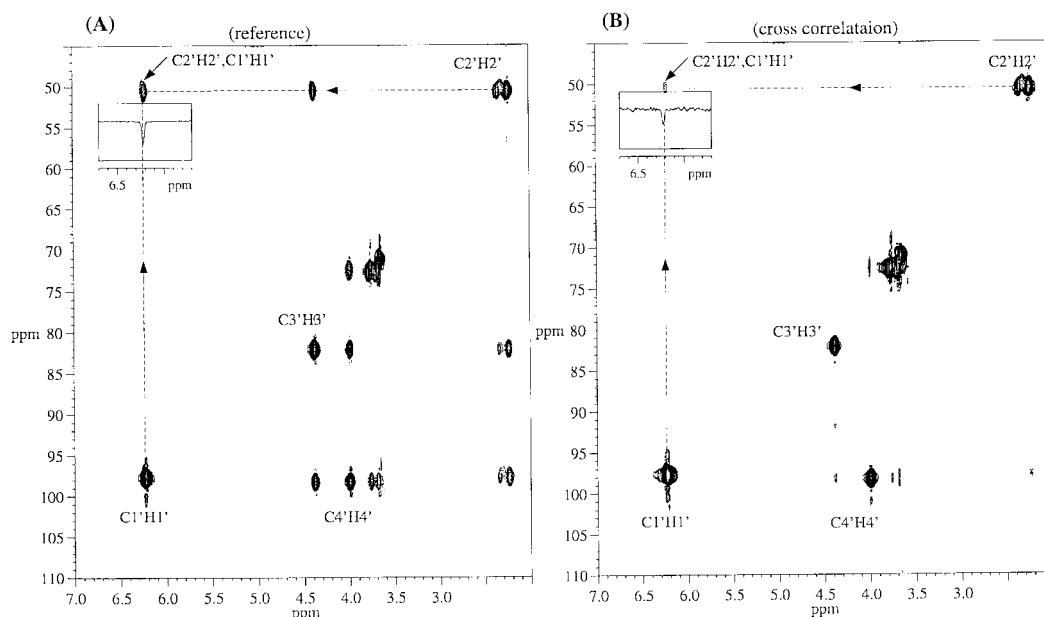 (A)
(reference)
C2'H2',C1'H1'
C2'H2'
50
55
60
65
70
75
ppm
80
85
90
95
100
105
110
6.5
ppm
C3'H3'
C1'H1'
C4'H4'
7.0
6.0
5.5
5.0
4.5
4.0
3.5
3.0
ppm
(B)
(cross correlataion)
C2'H2',C1'H1'
C2'H2'
50
55
60
65
70
75
ppm
80
85
90
95
100
105
110
6.5
ppm
C3'H3'
C1'H1'
C4'H4'
7.0
6.0
5.5
5.0
4.5
4.0
3.5
3.0
ppm